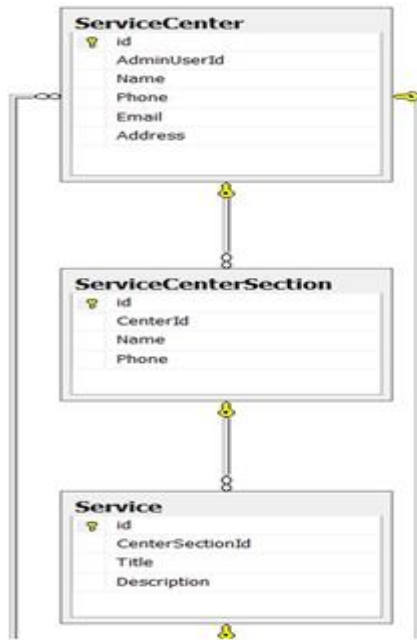 ServiceCenter
id
AdminUserId
Name
Phone
Email
Address
ServiceCenterSection
id
CenterId
Name
Phone
Service
id
CenterSectionId
Title
Description